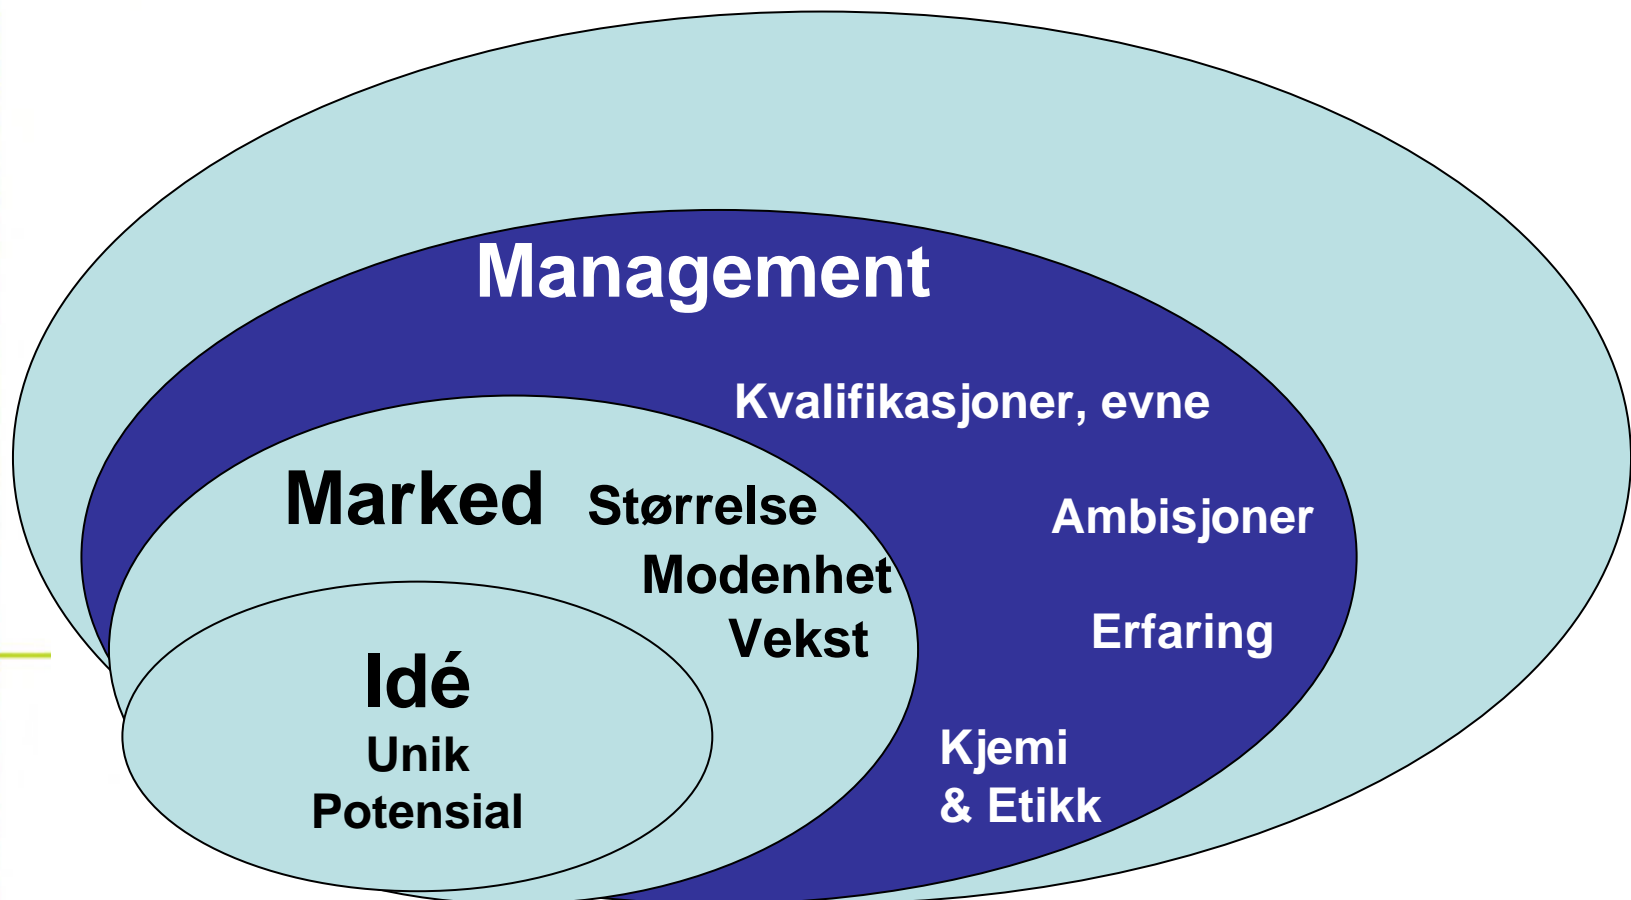 Management
Kvalifikasjoner, evne
Marked Størrelse
Ambisjoner
Modenhet
Vekst
Erfaring
Idé
Unik
Potensial
Kjemi
& Etikk